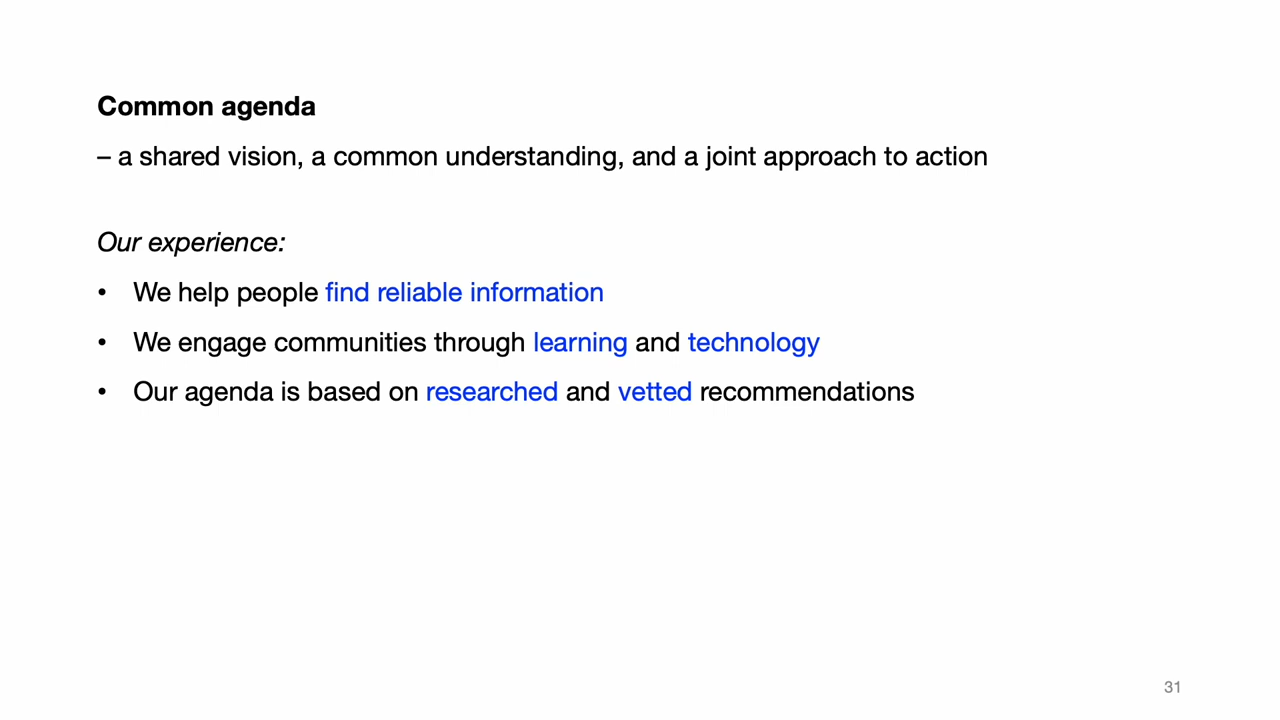 Common agenda
– a shared vision, a common understanding, and a joint approach to action
Our experience:
• We help people find reliable information
• We engage communities through learning and technology
• Our agenda is based on researched and vetted recommendations
31